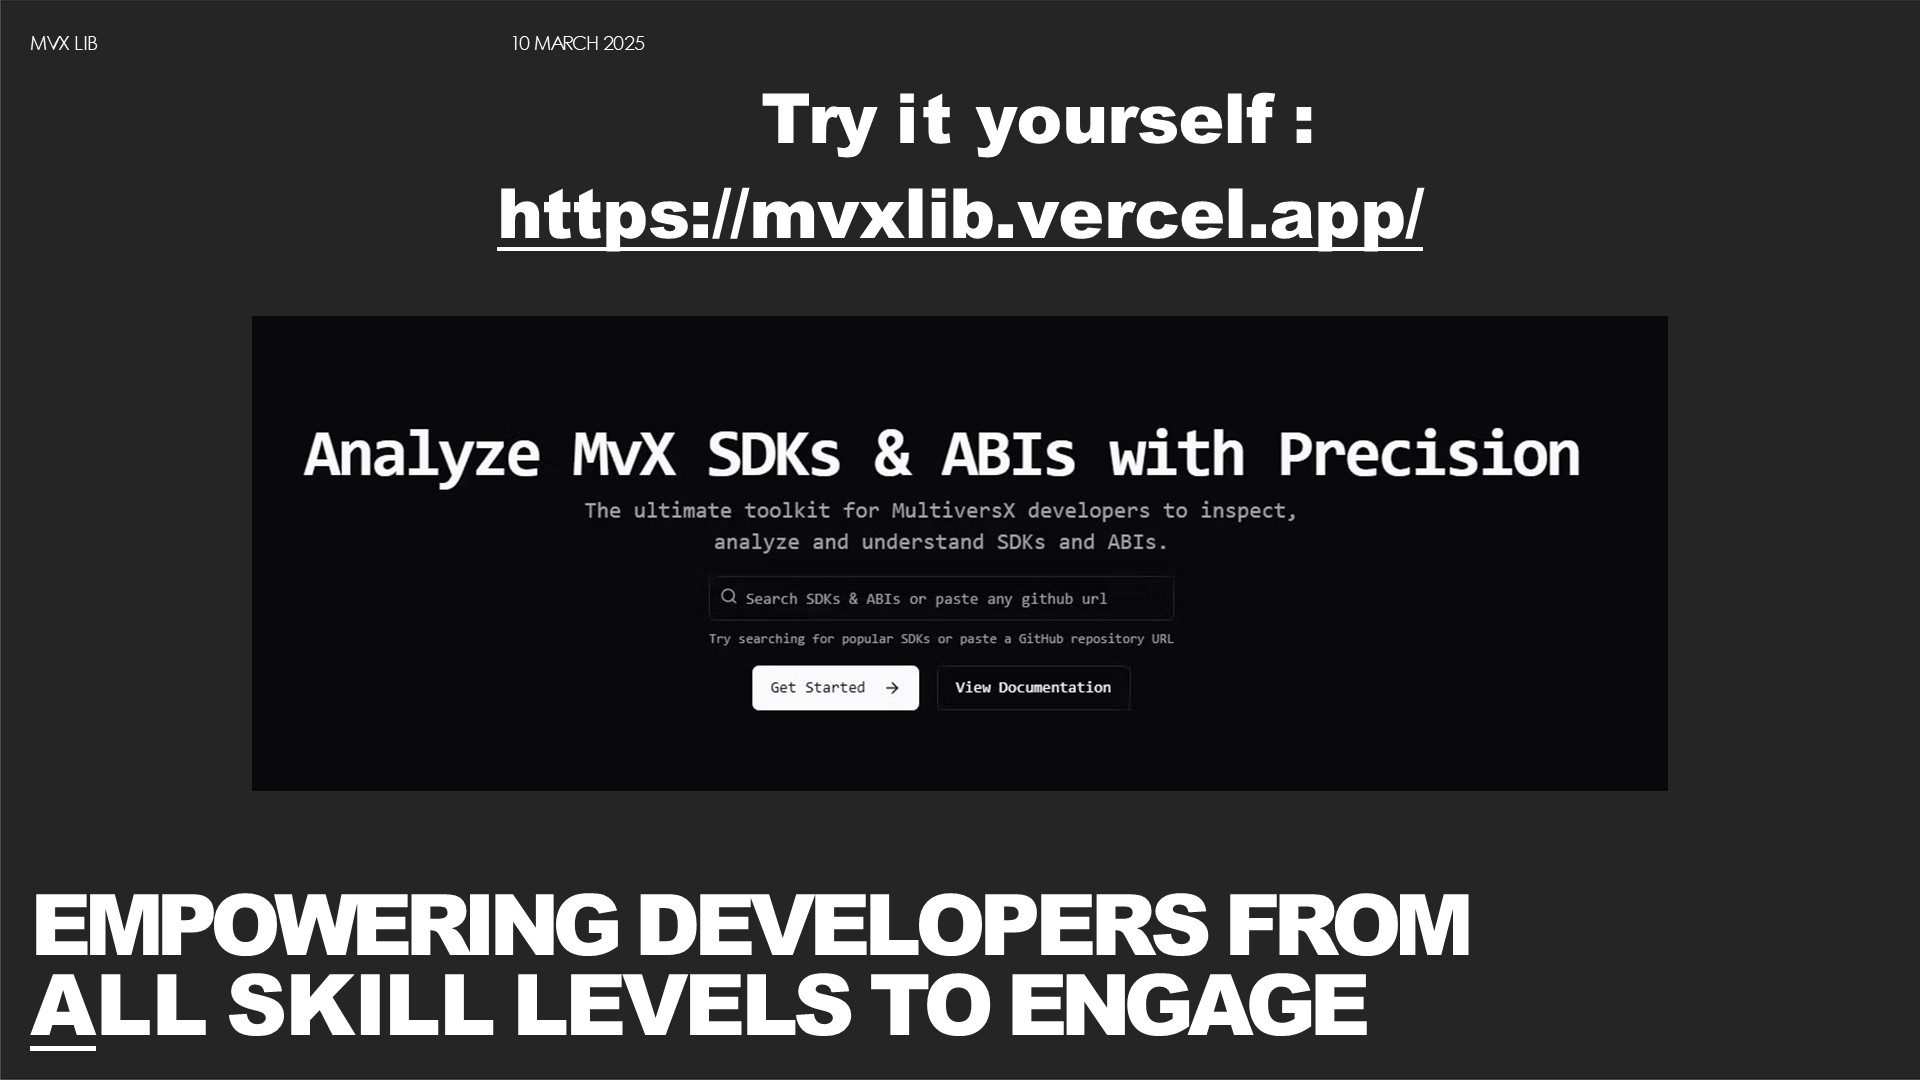 MVX LIB
10 MARCH 2025
Try it yourself :
https://mvxlib.vercel.app/
Analyze MvX SDKs & ABIs with Precision
The ultimate toolkit for MultiversX developers to inspect,
analyze and understand SDKs and ABIs.
Search SDKs & ABIs or paste any github url
Try searching for popular SDKs or paste a GitHub repository URL
Get Started →
View Documentation
EMPOWERING DEVELOPERS FROM
ALL SKILL LEVELS TO ENGAGE